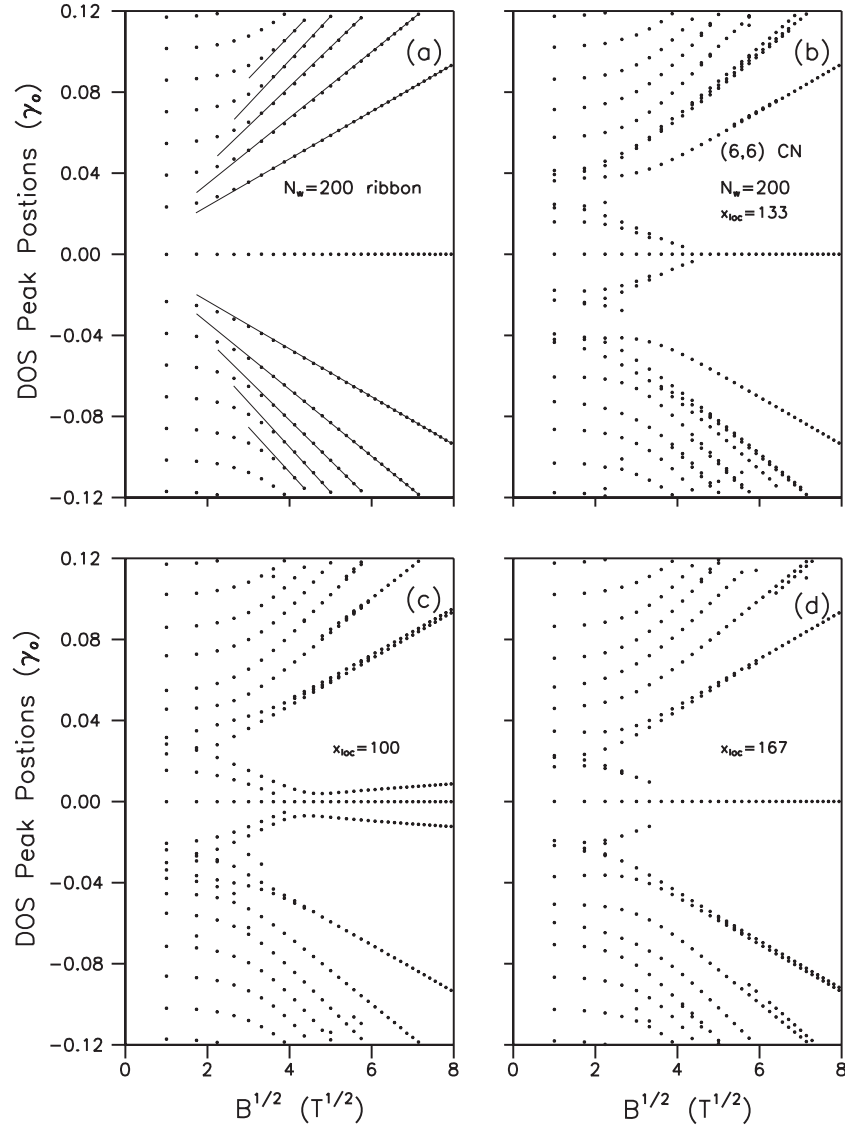 0.12
0.08
0.04
0.00
−0.04
−0.08
−0.12
DOS Peak Postions (γ₀)
(a)
N_w=200 ribbon
(b)
(6,6) CN
N_w=200
x_loc=133
0.12
0.08
0.04
0.00
−0.04
−0.08
−0.12
DOS Peak Postions (γ₀)
(c)
x_loc=100
(d)
x_loc=167
0 2 4 6 8
0 2 4 6 8
B^1/2 (T^1/2)
B^1/2 (T^1/2)